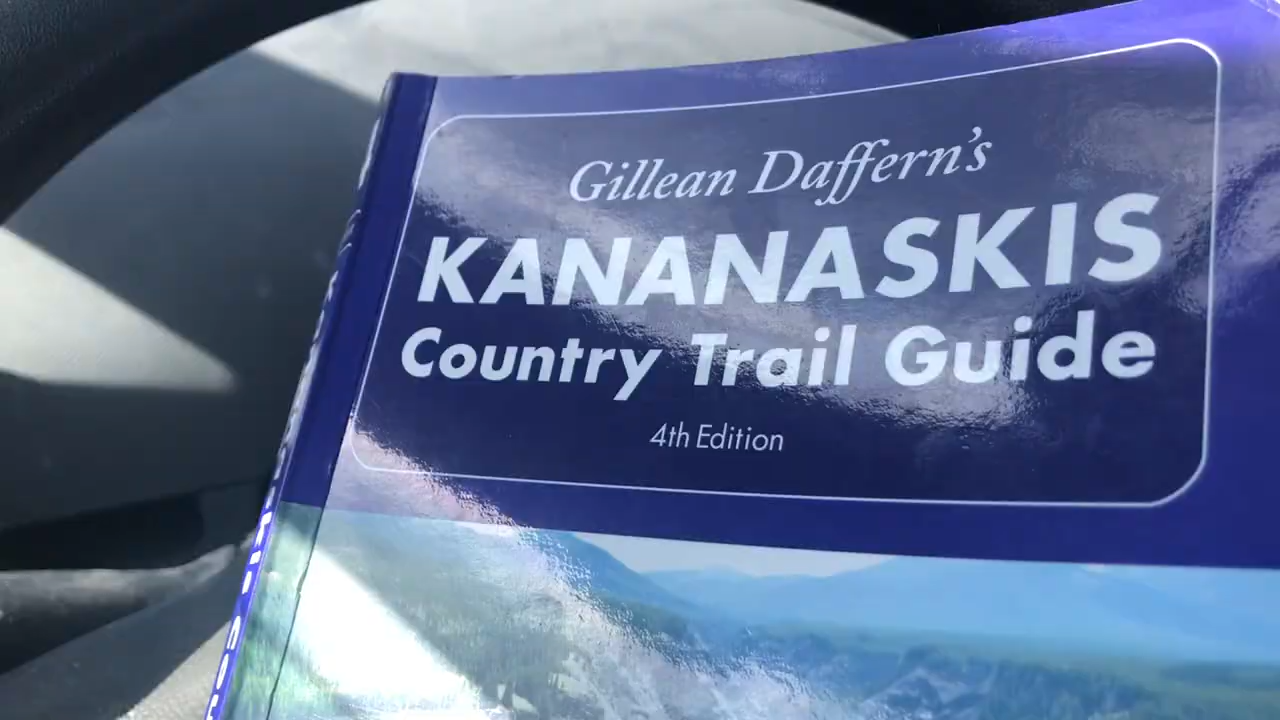 Gillean Daffern's
KANANASKIS
Country Trail Guide
4th Edition